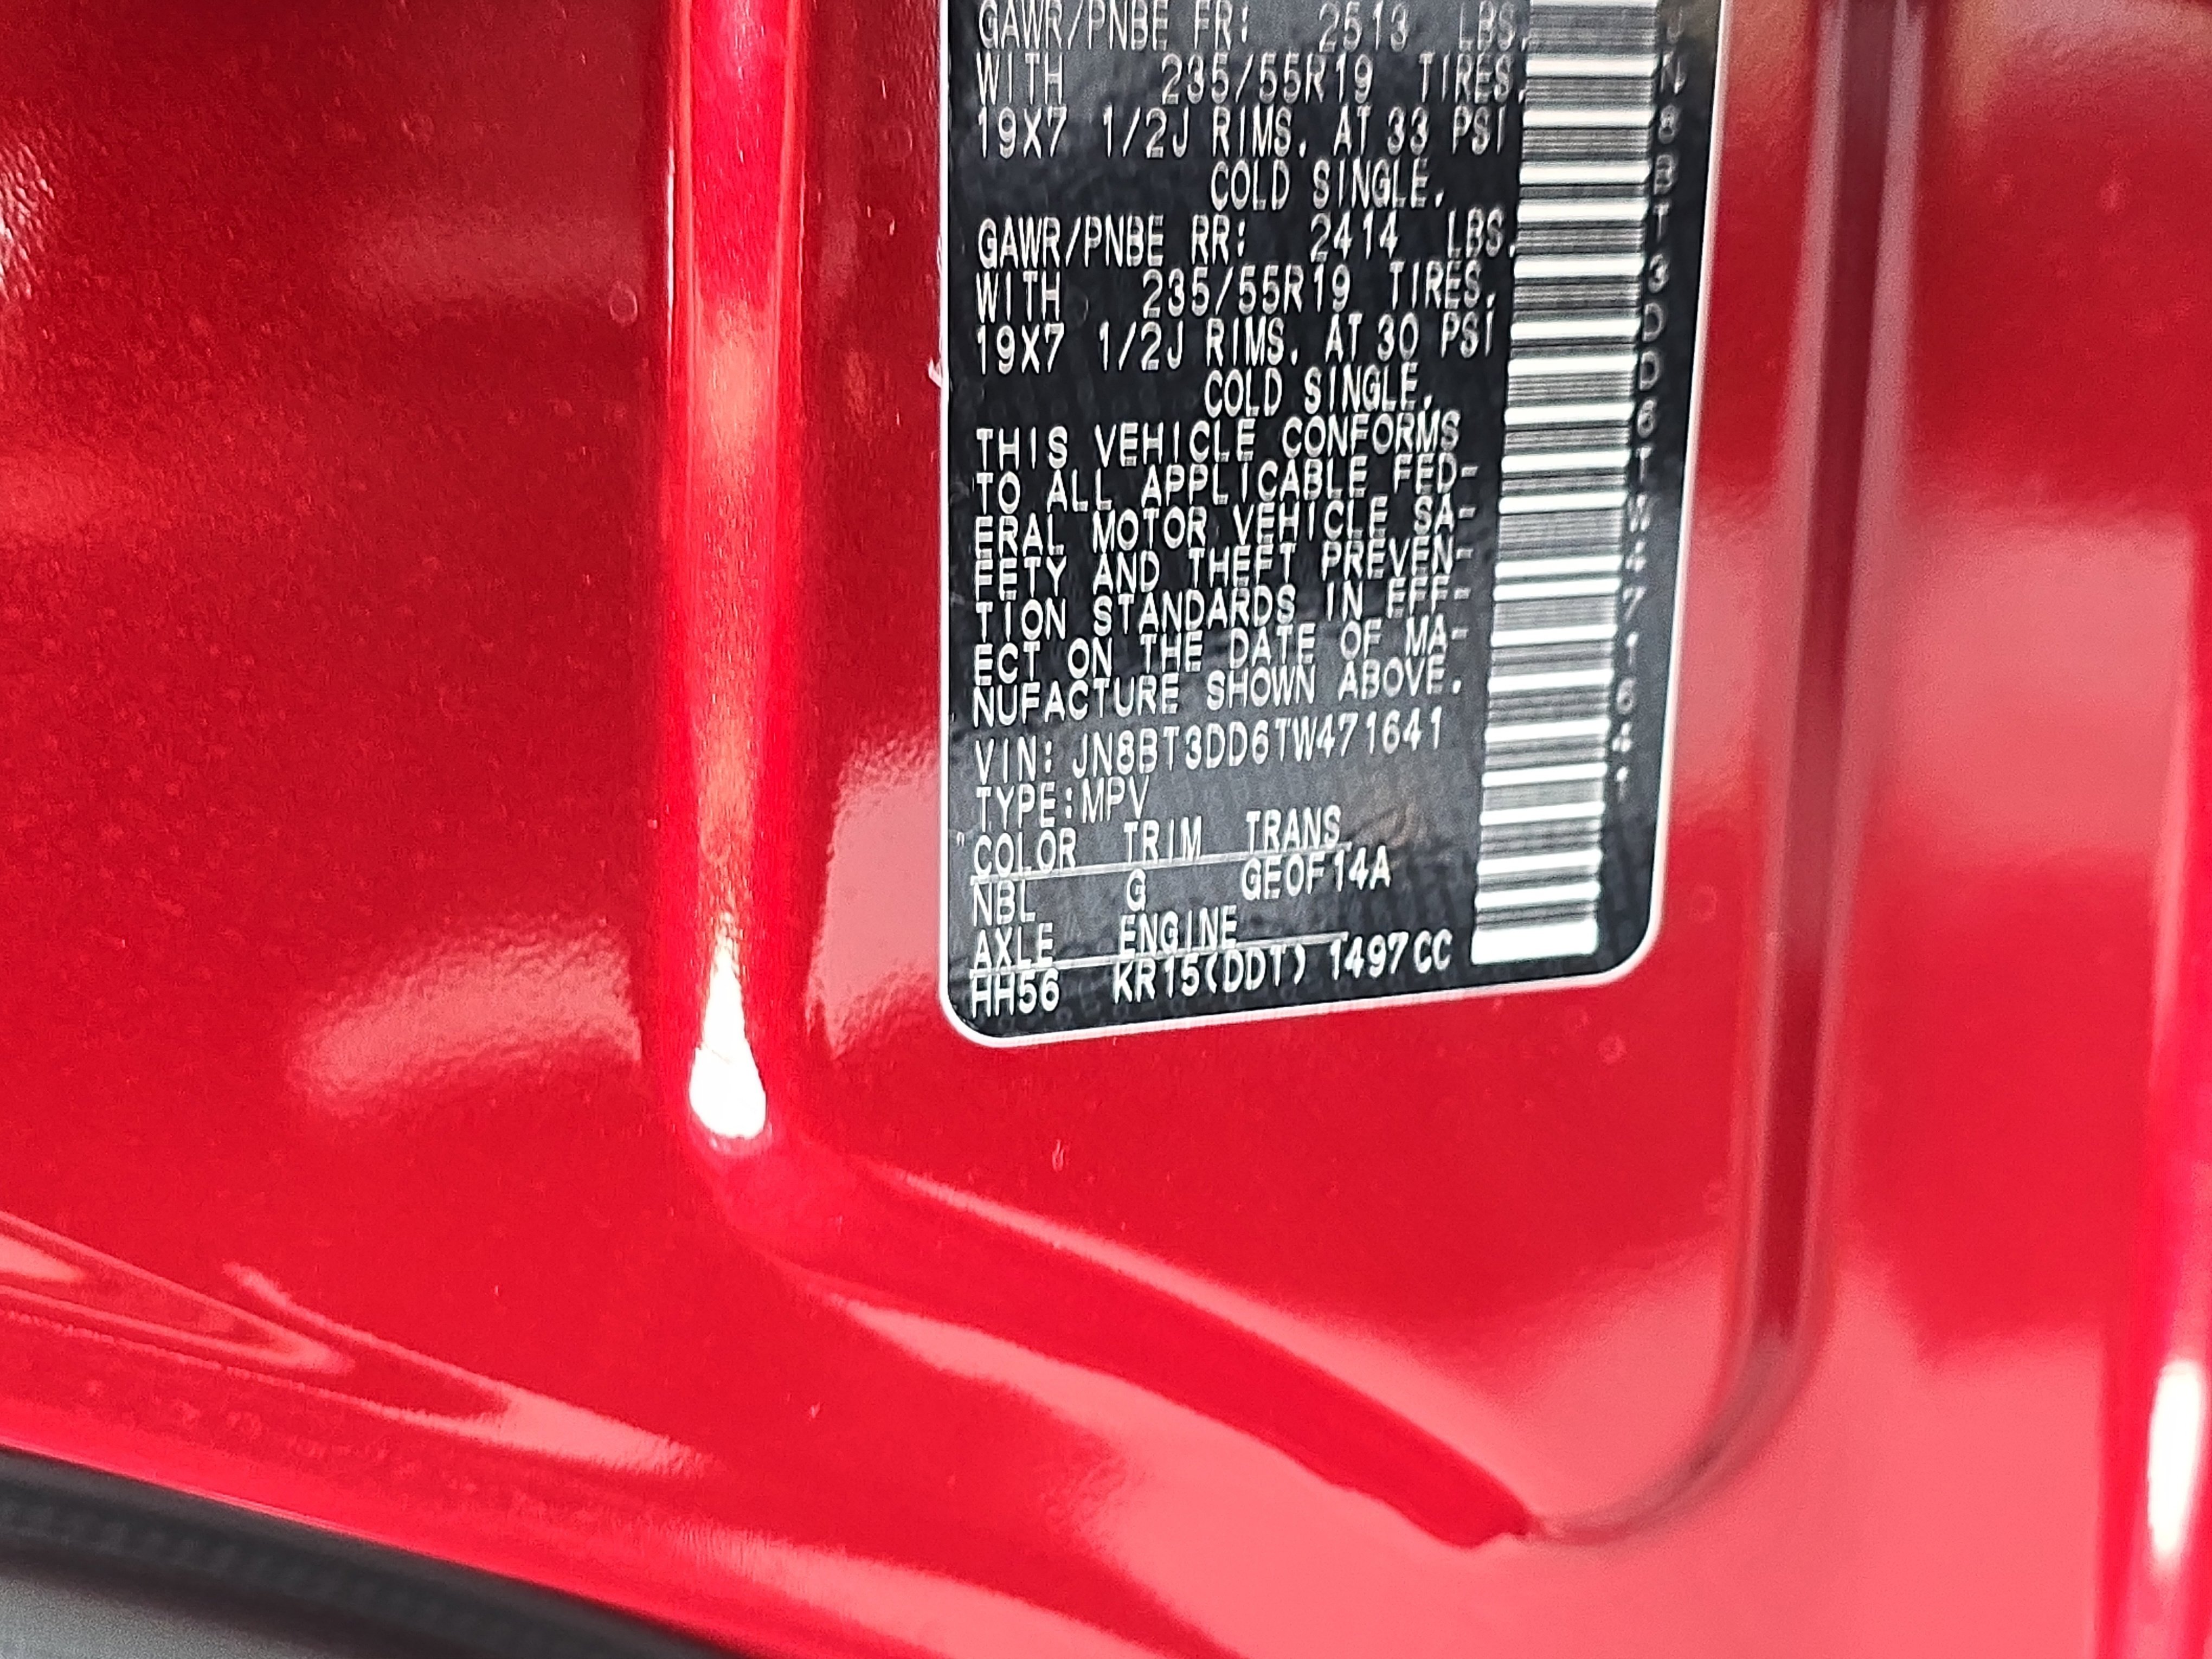 GAWR/PNBE FR: 2513 LBS.
WITH 235/55R19 TIRES.
19X7 1/2J RIMS. AT 33 PSI
COLD SINGLE.
GAWR/PNBE RR: 2414 LBS.
WITH 235/55R19 TIRES.
19X7 1/2J RIMS. AT 30 PSI
COLD SINGLE.
THIS VEHICLE CONFORMS
TO ALL APPLICABLE FED-
ERAL MOTOR VEHICLE SA-
FETY AND THEFT PREVEN-
TION STANDARDS IN EFF-
ECT ON THE DATE OF MA-
NUFACTURE SHOWN ABOVE.
VIN: JN8BT3DD6TW471641
TYPE:MPV
COLOR TRIM TRANS
NBL G GE0F14A
AXLE ENGINE
HH56 KR15(DDT) 1497CC
JN8BT3DD6TW471641